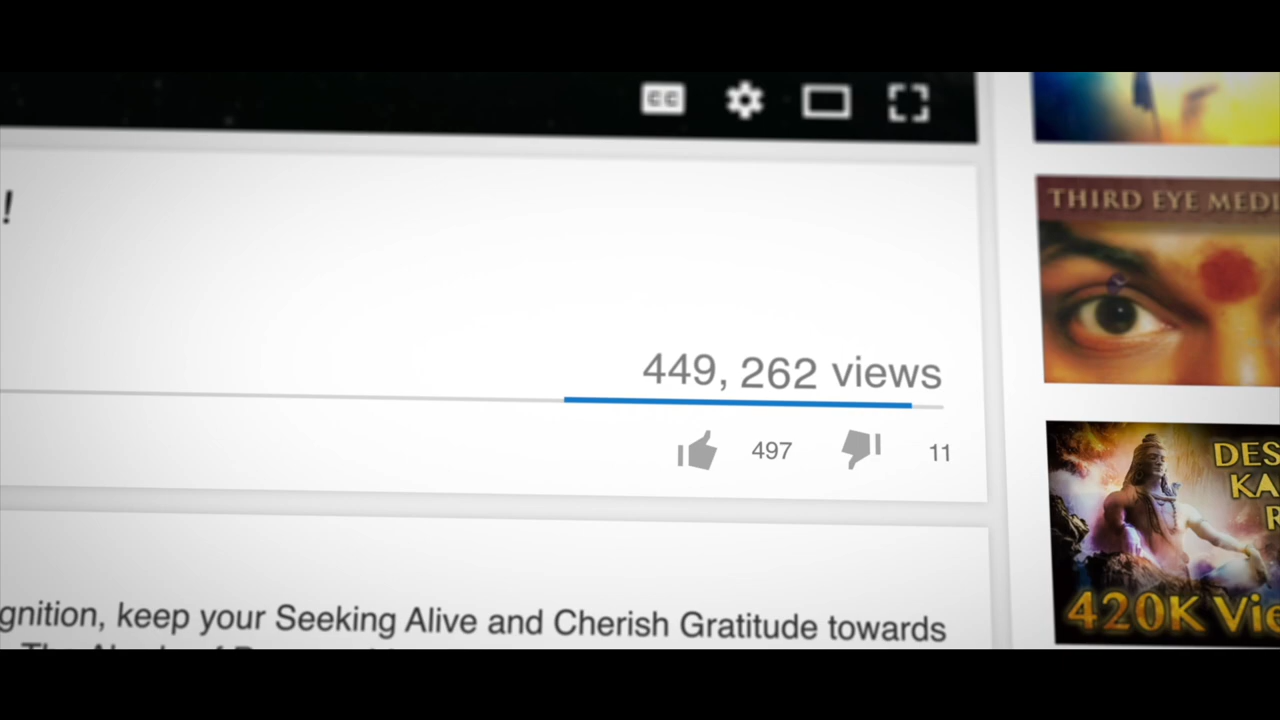 CC
!
THIRD EYE MEDI
449, 262 views
497
11
DES
KA
gnition, keep your Seeking Alive and Cherish Gratitude towards
420K Vie